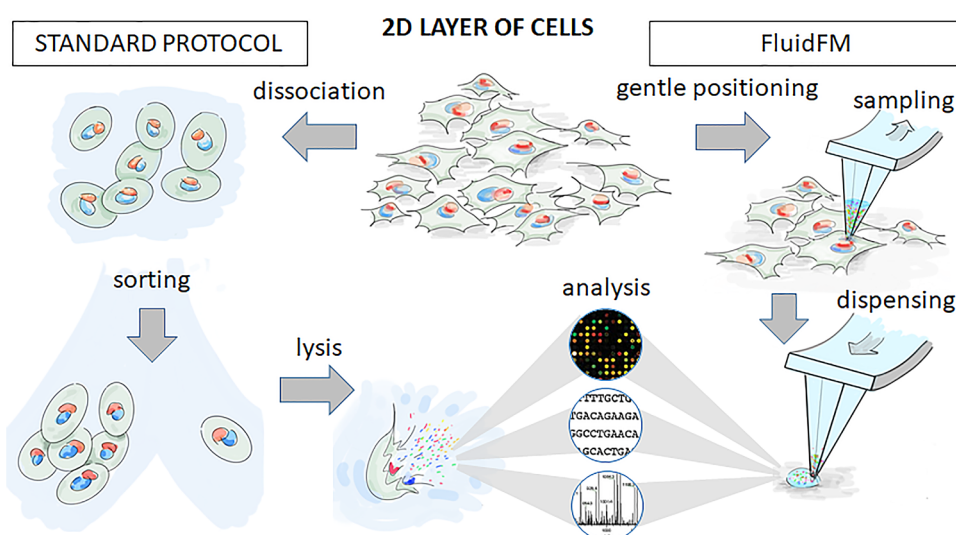 2D LAYER OF CELLS
STANDARD PROTOCOL
FluidFM
dissociation
gentle positioning
sampling
sorting
analysis
dispensing
lysis
TTTGCTG
TGACAGAAGA
GGCCTGAACA
GCACTGA